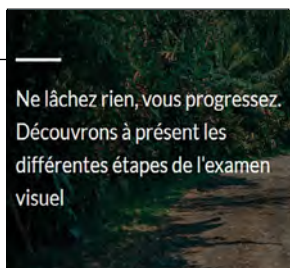 Ne lâchez rien, vous progressez.
Découvrons à présent les
différentes étapes de l'examen
visuel